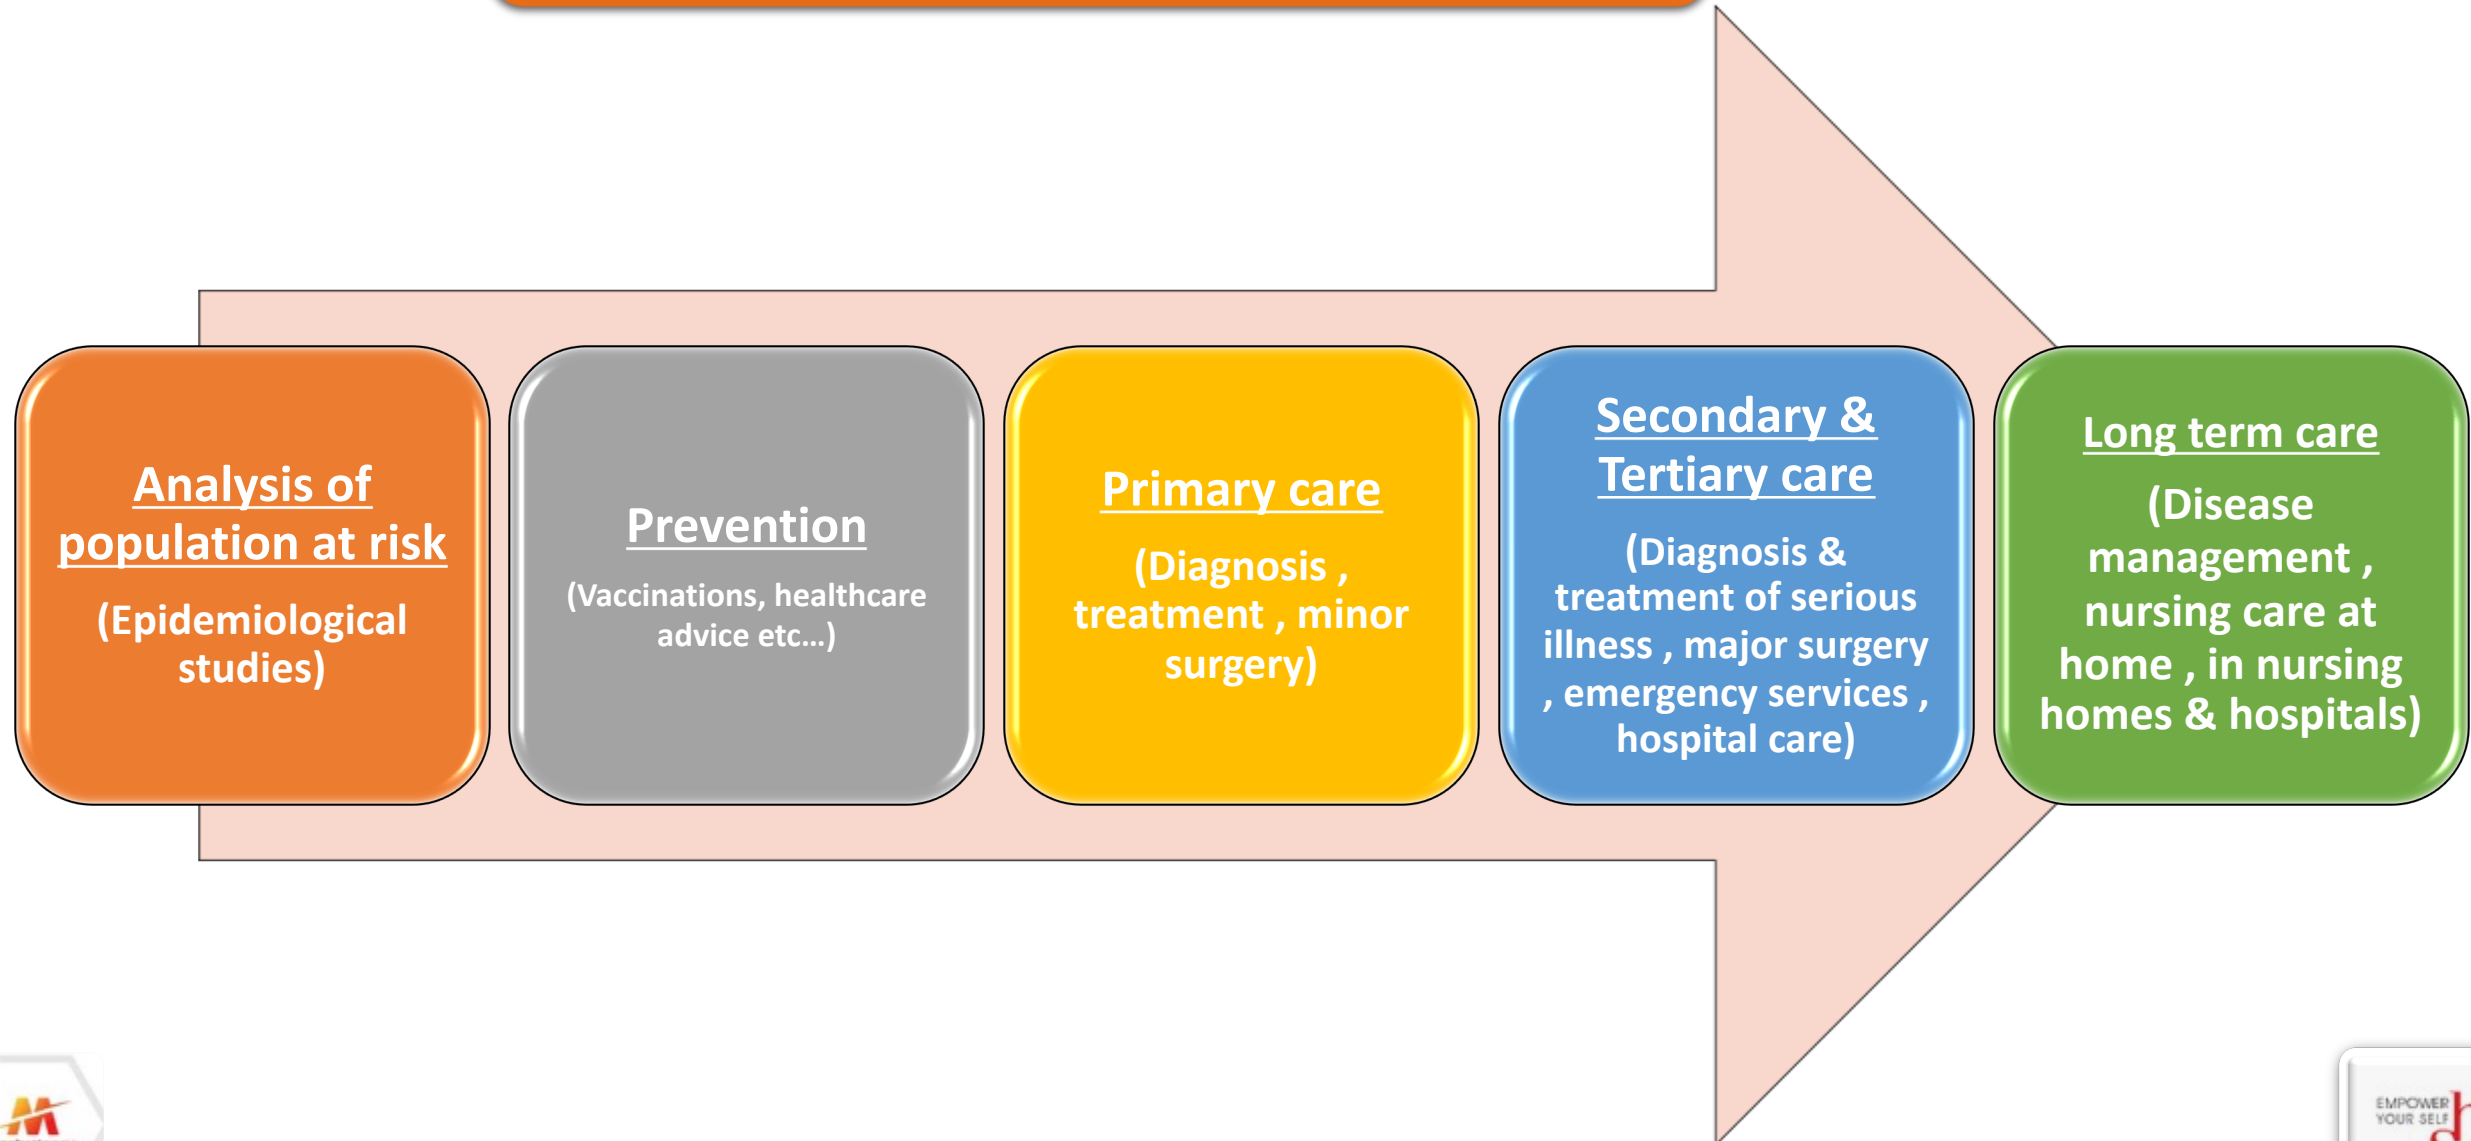 Analysis of
population at risk
(Epidemiological
studies)
Prevention
(Vaccinations, healthcare
advice etc...)
Primary care
(Diagnosis ,
treatment , minor
surgery)
Secondary &
Tertiary care
(Diagnosis &
treatment of serious
illness , major surgery
, emergency services ,
hospital care)
Long term care
(Disease
management ,
nursing care at
home , in nursing
homes & hospitals)
EMPOWER
YOUR SELF